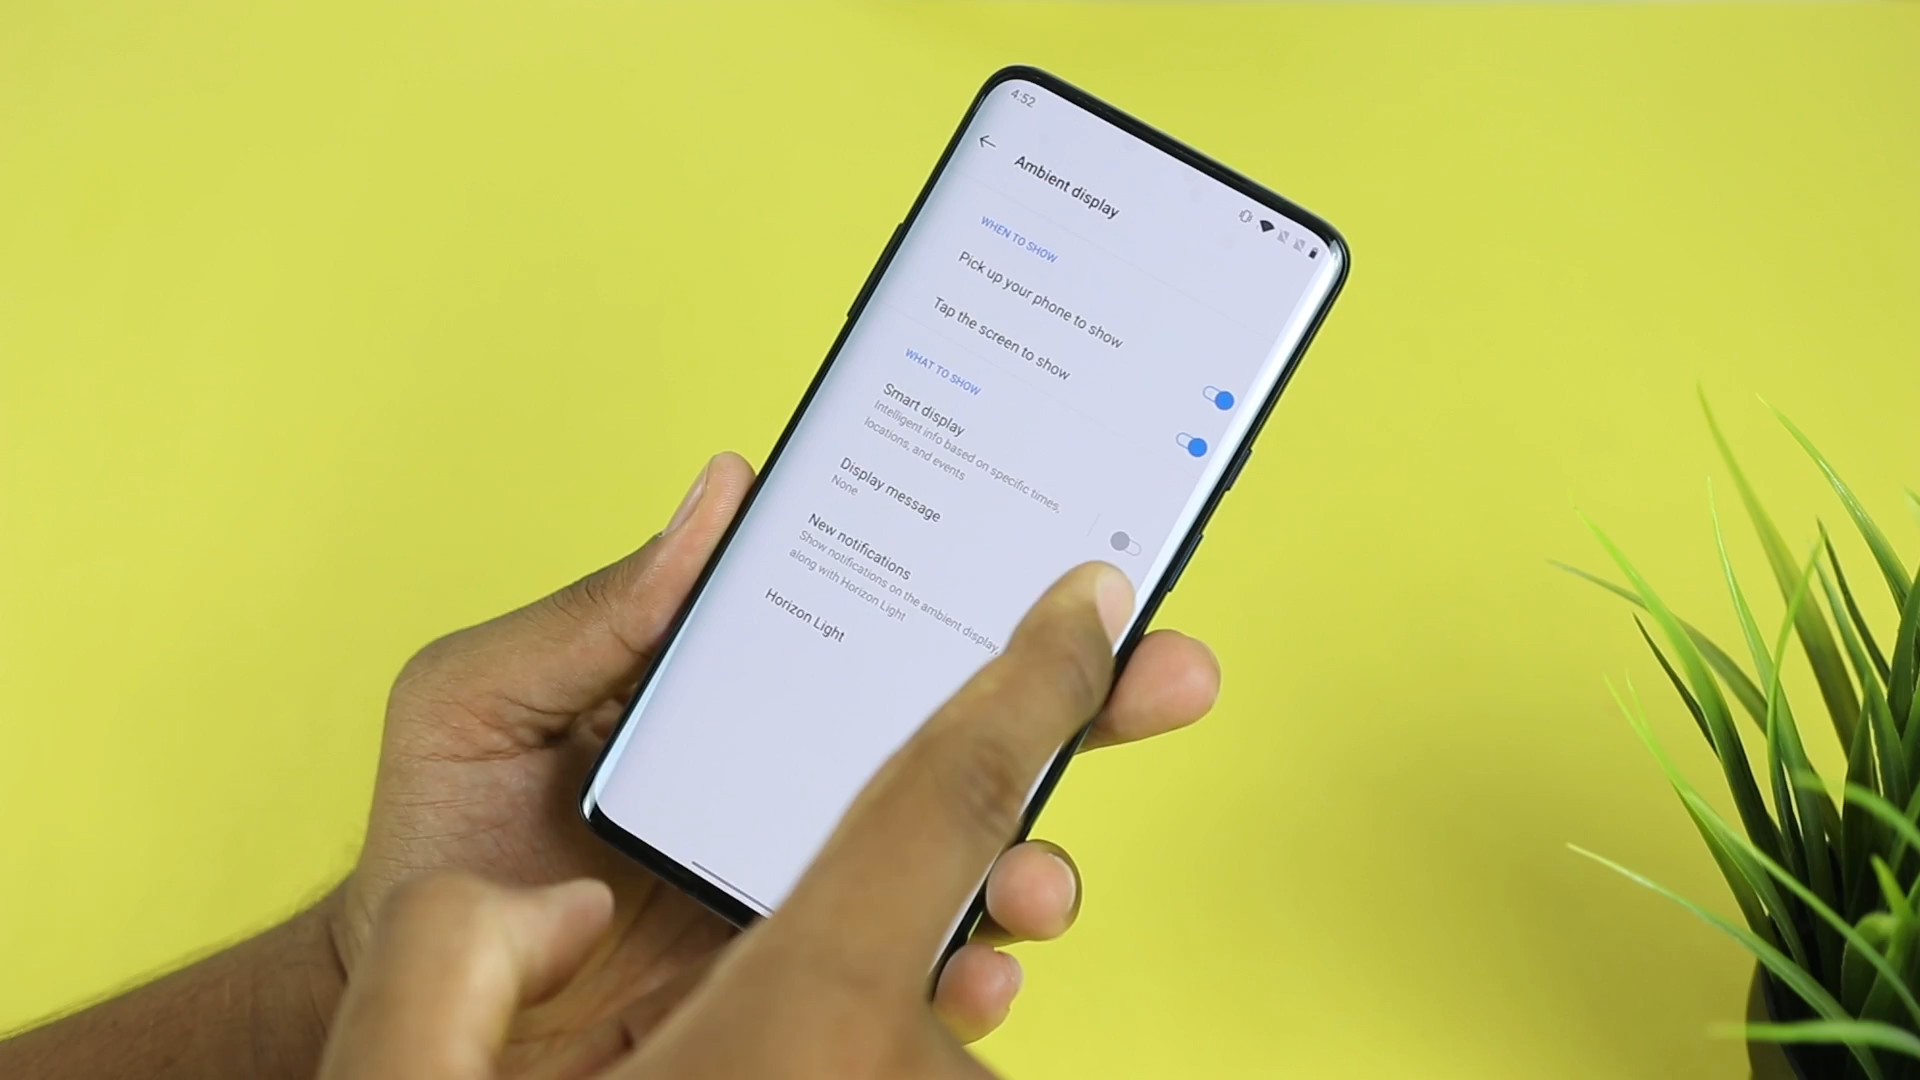 4:52
Ambient display
WHEN TO SHOW
Pick up your phone to show
Tap the screen to show
WHAT TO SHOW
Smart display
Intelligent info based on specific times,
locations, and events
Display message
None
New notifications
Show notifications on the ambient display,
along with Horizon Light
Horizon Light